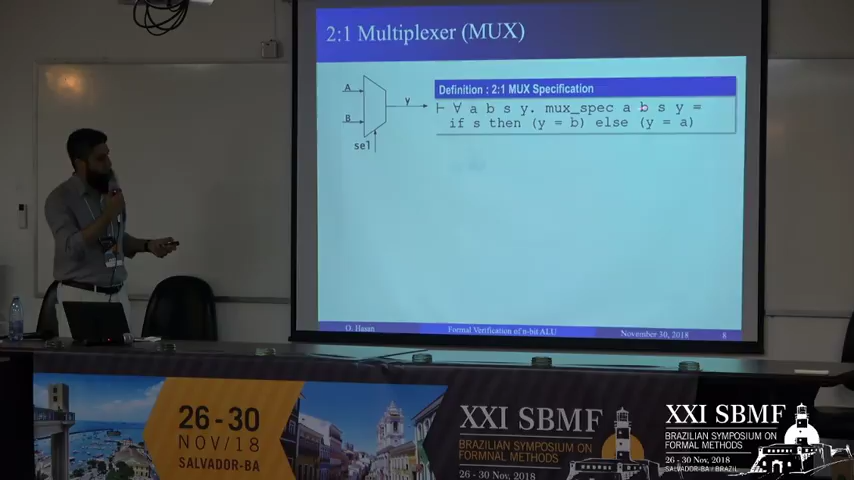 2:1 Multiplexer (MUX)
A
B
y
sel
Definition : 2:1 MUX Specification
⊢ ∀ a b s y. mux_spec a b s y =
if s then (y = b) else (y = a)
O. Hasan
Formal Verification of n-bit ALU
November 30, 2018
8
26-30
NOV/18
SALVADOR-BA
XXI SBMF
BRAZILIAN SYMPOSIUM ON
FORMNAL METHODS
26 - 30 Nov, 2018
XXI SBMF
BRAZILIAN SYMPOSIUM ON
FORMAL METHODS
26 - 30 Nov, 2018
SALVADOR-BA / BRAZIL